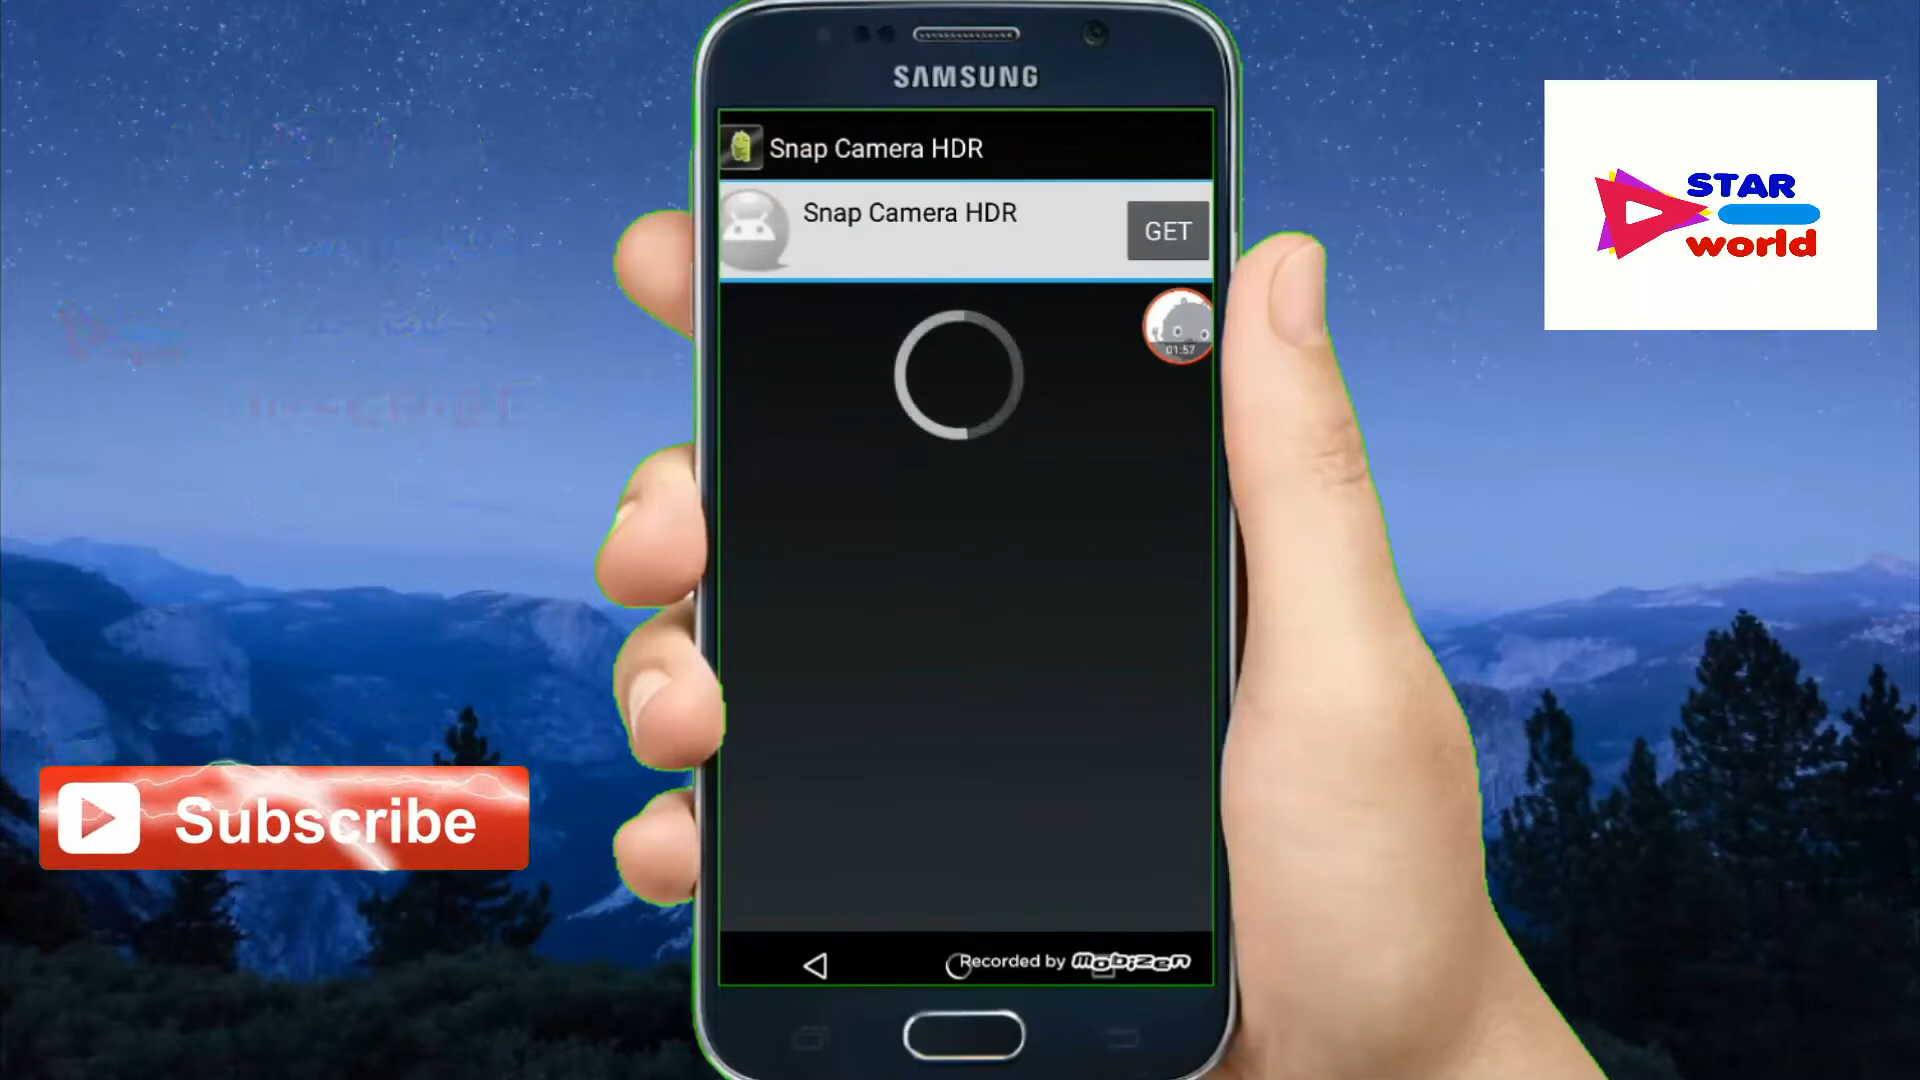 SAMSUNG
Snap Camera HDR
Snap Camera HDR
GET
01:57
STAR
world
Subscribe
Recorded by Mobizen